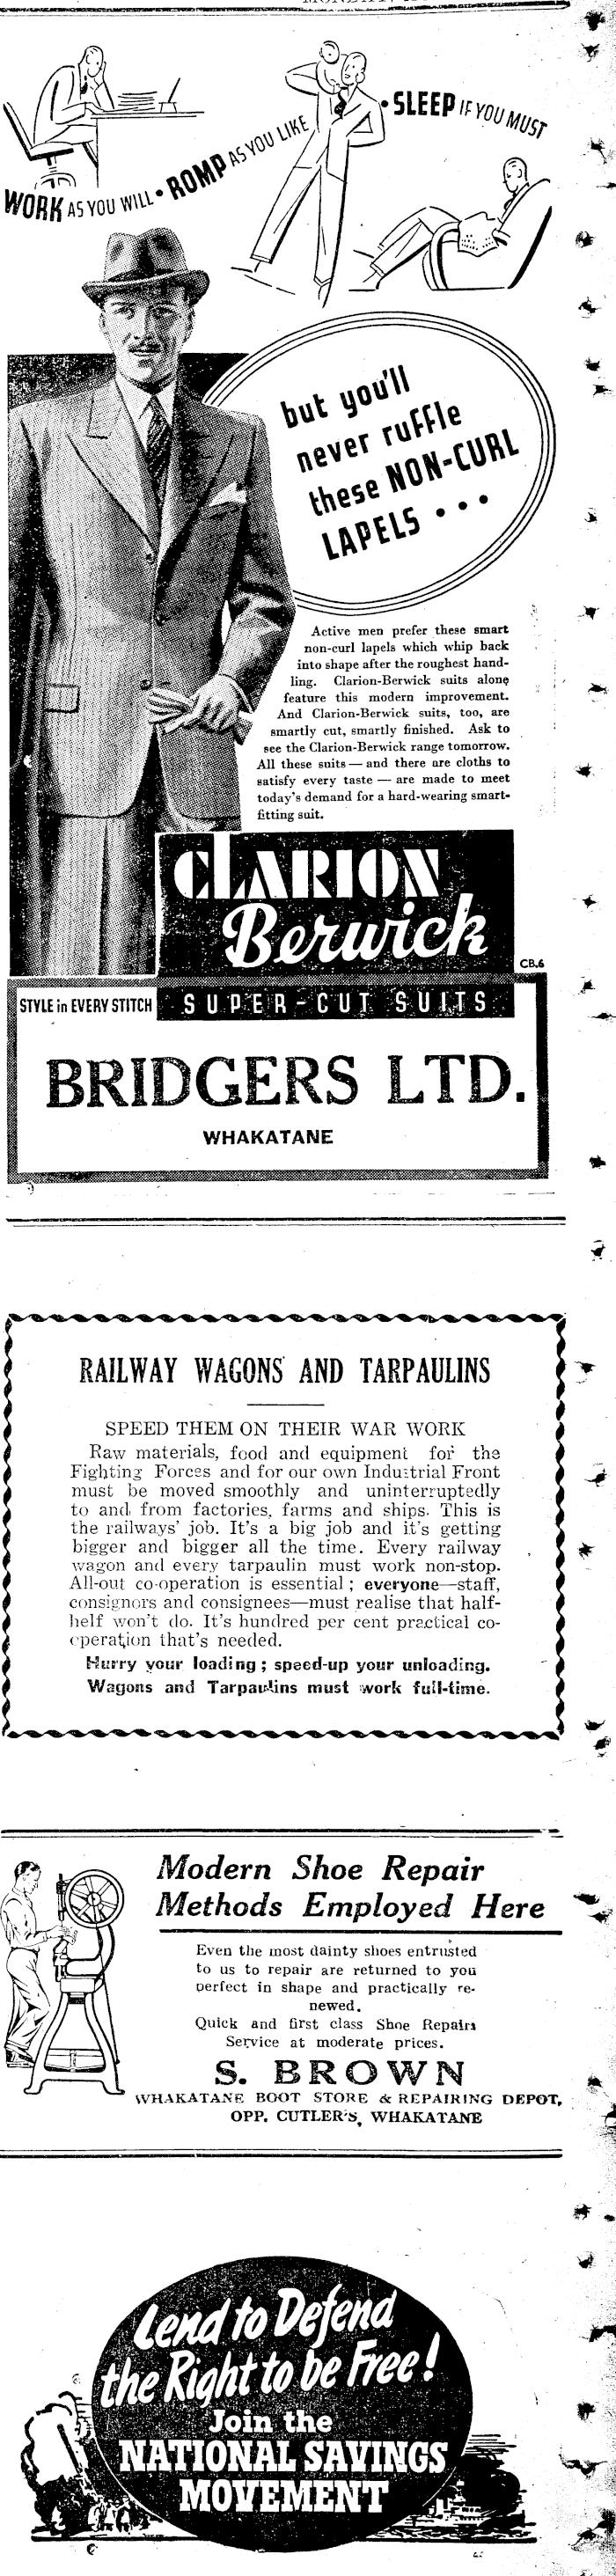 WORK AS YOU WILL • ROMP AS YOU LIKE
• SLEEP IF YOU MUST
but you'll
never ruffle
these NON-CURL
LAPELS • • •
Active men prefer these smart
non-curl lapels which whip back
into shape after the roughest hand-
ling. Clarion-Berwick suits alone
feature this modern improvement.
And Clarion-Berwick suits, too, are
smartly cut, smartly finished. Ask to
see the Clarion-Berwick range tomorrow.
All these suits — and there are cloths to
satisfy every taste — are made to meet
today's demand for a hard-wearing smart-
fitting suit.
CLARION
Berwick
CB.6
STYLE in EVERY STITCH
SUPER-CUT SUITS
BRIDGERS LTD.
WHAKATANE
RAILWAY WAGONS AND TARPAULINS
SPEED THEM ON THEIR WAR WORK
Raw materials, food and equipment for the
Fighting Forces and for our own Industrial Front
must be moved smoothly and uninterruptedly
to and from factories, farms and ships. This is
the railways' job. It's a big job and it's getting
bigger and bigger all the time. Every railway
wagon and every tarpaulin must work non-stop.
All-out co-operation is essential; everyone—staff,
consignors and consignees—must realise that half-
helf won't do. It's hundred per cent practical co-
operation that's needed.
Hurry your loading; speed-up your unloading.
Wagons and Tarpaulins must work full-time.
Modern Shoe Repair
Methods Employed Here
Even the most dainty shoes entrusted
to us to repair are returned to you
perfect in shape and practically re-
newed.
Quick and first class Shoe Repairs
Service at moderate prices.
S. BROWN
WHAKATANE BOOT STORE & REPAIRING DEPOT,
OPP. CUTLER'S, WHAKATANE
Lend to Defend
the Right to be Free!
Join the
NATIONAL SAVINGS
MOVEMENT